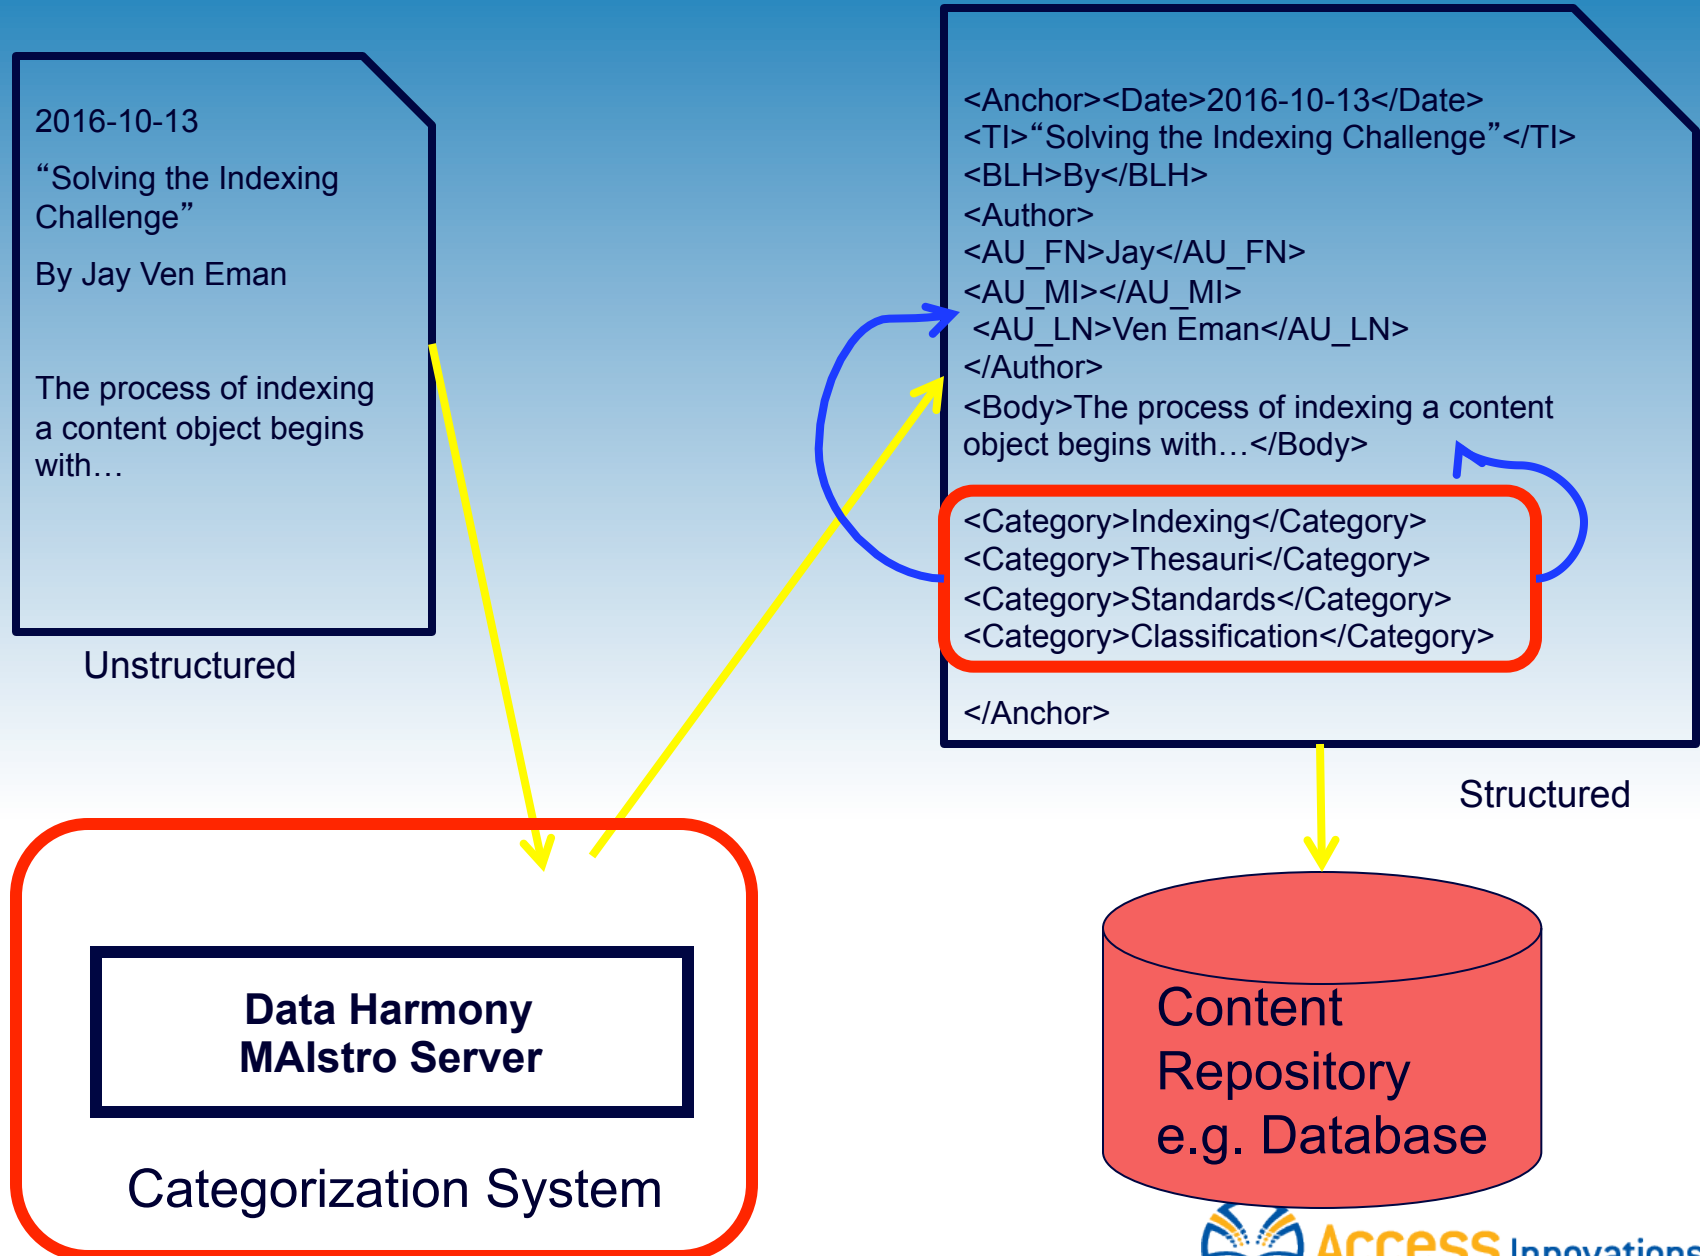 2016-10-13
“Solving the Indexing
Challenge”
By Jay Ven Eman
The process of indexing
a content object begins
with…
Unstructured
<Anchor><Date>2016-10-13</Date>
<TI>“Solving the Indexing Challenge”</TI>
<BLH>By</BLH>
<Author>
<AU_FN>Jay</AU_FN>
<AU_MI></AU_MI>
<AU_LN>Ven Eman</AU_LN>
</Author>
<Body>The process of indexing a content
object begins with…</Body>
<Category>Indexing</Category>
<Category>Thesauri</Category>
<Category>Standards</Category>
<Category>Classification</Category>
</Anchor>
Structured
Data Harmony
MAIstro Server
Categorization System
Content
Repository
e.g. Database
Access Innovations